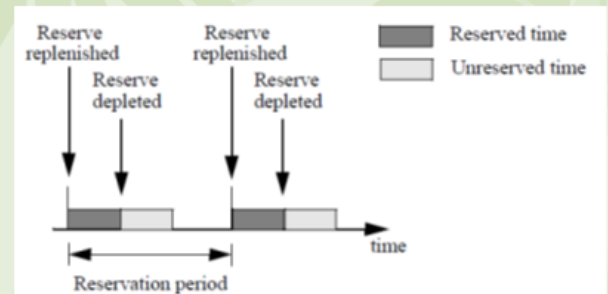 Reserve
replenished
Reserve
depleted
Reserve
replenished
Reserve
depleted
Reserved time
Unreserved time
time
Reservation period